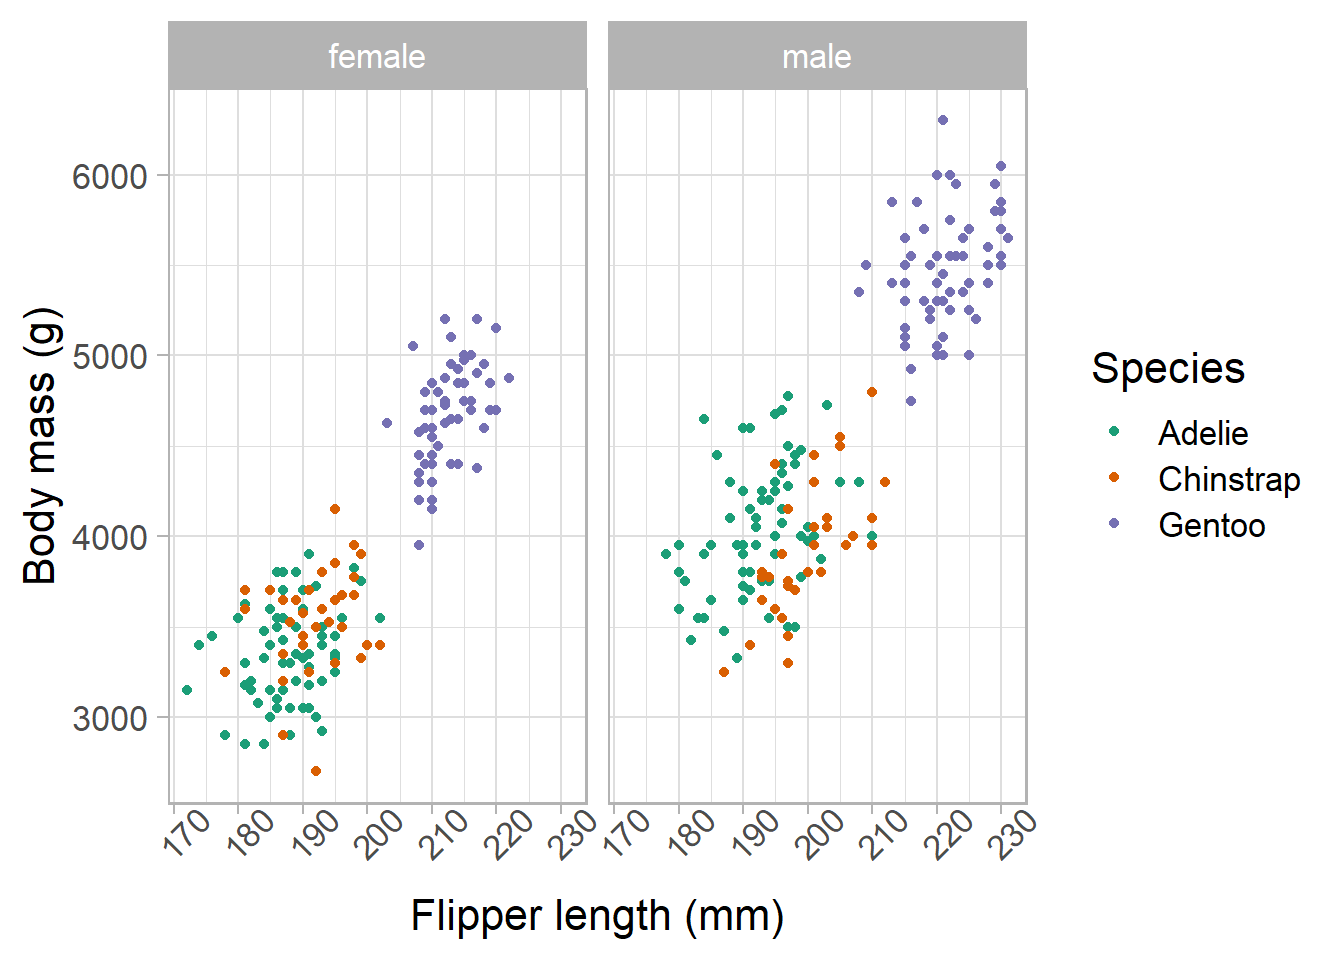 female male
6000
5000
4000
3000
Body mass (g)
170 180 190 200 210 220 230 170 180 190 200 210 220 230
Flipper length (mm)
Species
Adelie
Chinstrap
Gentoo